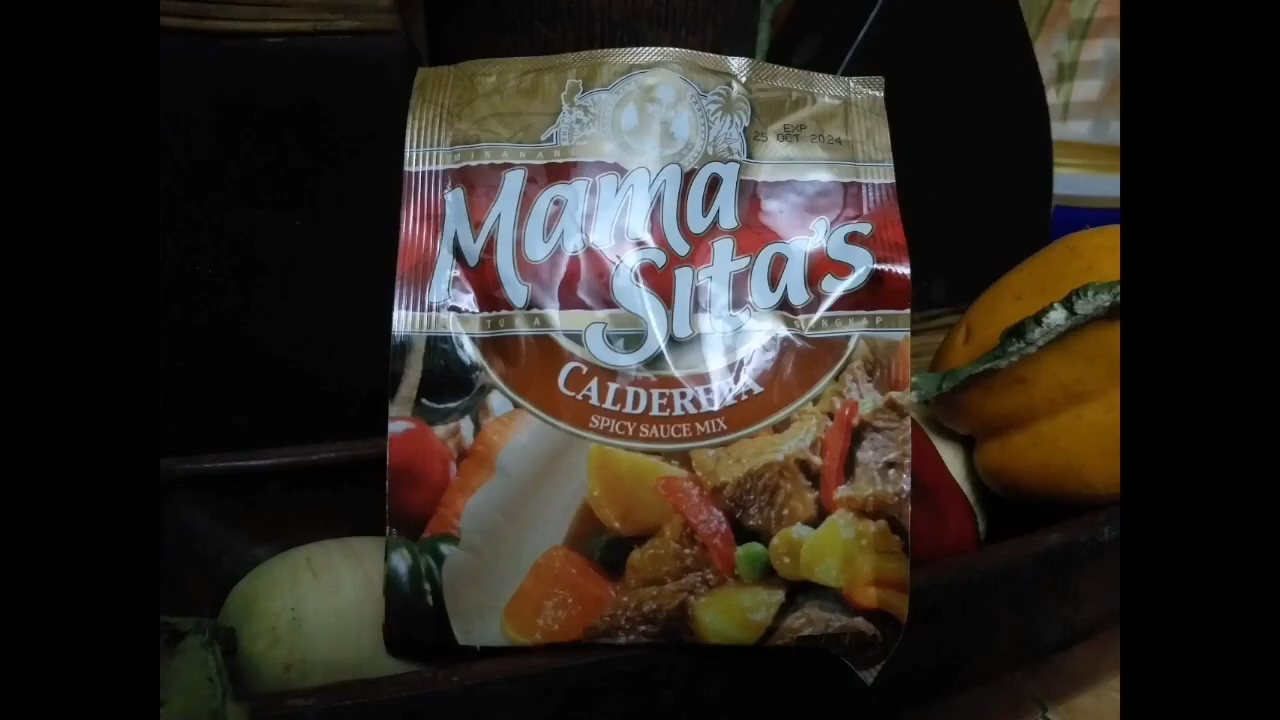 EXP
25 OCT 2024
Mama
Sita's
CALDERETA
SPICY SAUCE MIX